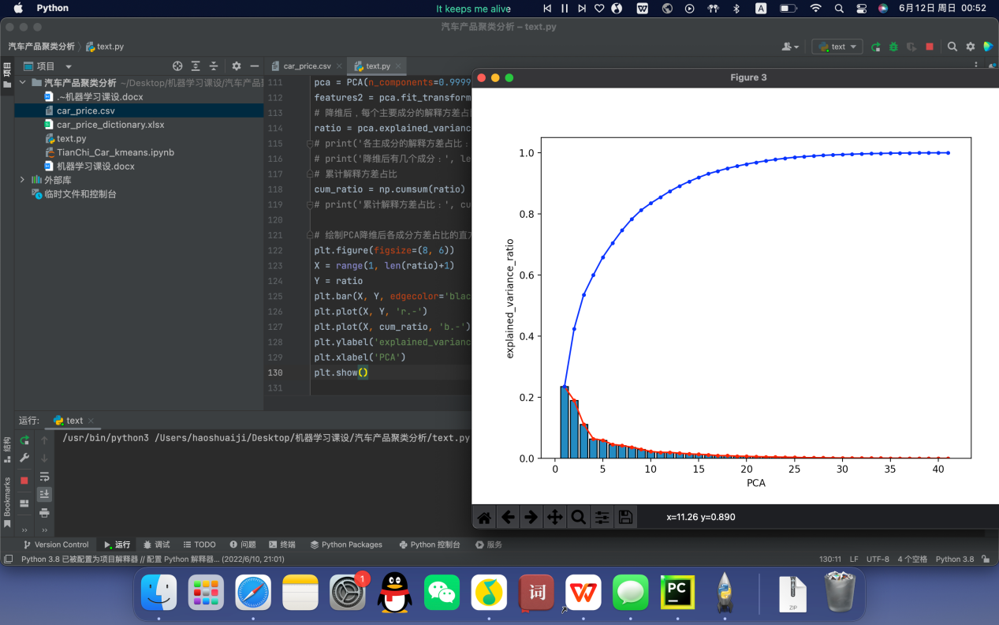 Python
It keeps me alive
A
6月12日 周日 00:52
汽车产品聚类分析 – text.py
汽车产品聚类分析 〉 text.py
text
项目
项目
car_price.csv
text.py
汽车产品聚类分析 ~/Desktop/机器学习课设/汽车产品
.~机器学习课设.docx
car_price.csv
car_price_dictionary.xlsx
text.py
TianChi_Car_kmeans.ipynb
机器学习课设.docx
外部库
临时文件和控制台
111 pca = PCA(n_components=0.9999
112 features2 = pca.fit_transform
113 # 降维后，每个主要成分的解释方差占
114 ratio = pca.explained_variance
115 # print('各主成分的解释方差占比：
116 # print('降维后有几个成分：', le
117 # 累计解释方差占比
118 cum_ratio = np.cumsum(ratio)
119 # print('累计解释方差占比：', cu
120
121 # 绘制PCA降维后各成分方差占比的直
122 plt.figure(figsize=(8, 6))
123 X = range(1, len(ratio)+1)
124 Y = ratio
125 plt.bar(X, Y, edgecolor='blac
126 plt.plot(X, Y, 'r.-')
127 plt.plot(X, cum_ratio, 'b.-')
128 plt.ylabel('explained_varianc
129 plt.xlabel('PCA')
130 plt.show()
131
Figure 3
1.0
0.8
0.6
0.4
0.2
0.0
explained_variance_ratio
0 5 10 15 20 25 30 35 40
PCA
x=11.26 y=0.890
运行: text
/usr/bin/python3 /Users/haoshuaiji/Desktop/机器学习课设/汽车产品聚类分析/text.py
结构
Bookmarks
Version Control 运行 调试 TODO 问题 终端 Python Packages Python 控制台 服务
Python 3.8 已被配置为项目解释器 // 配置 Python 解释器... (2022/6/10, 21:01)
130:11 LF UTF-8 4 个空格 Python 3.8
1
词
PC
ZIP